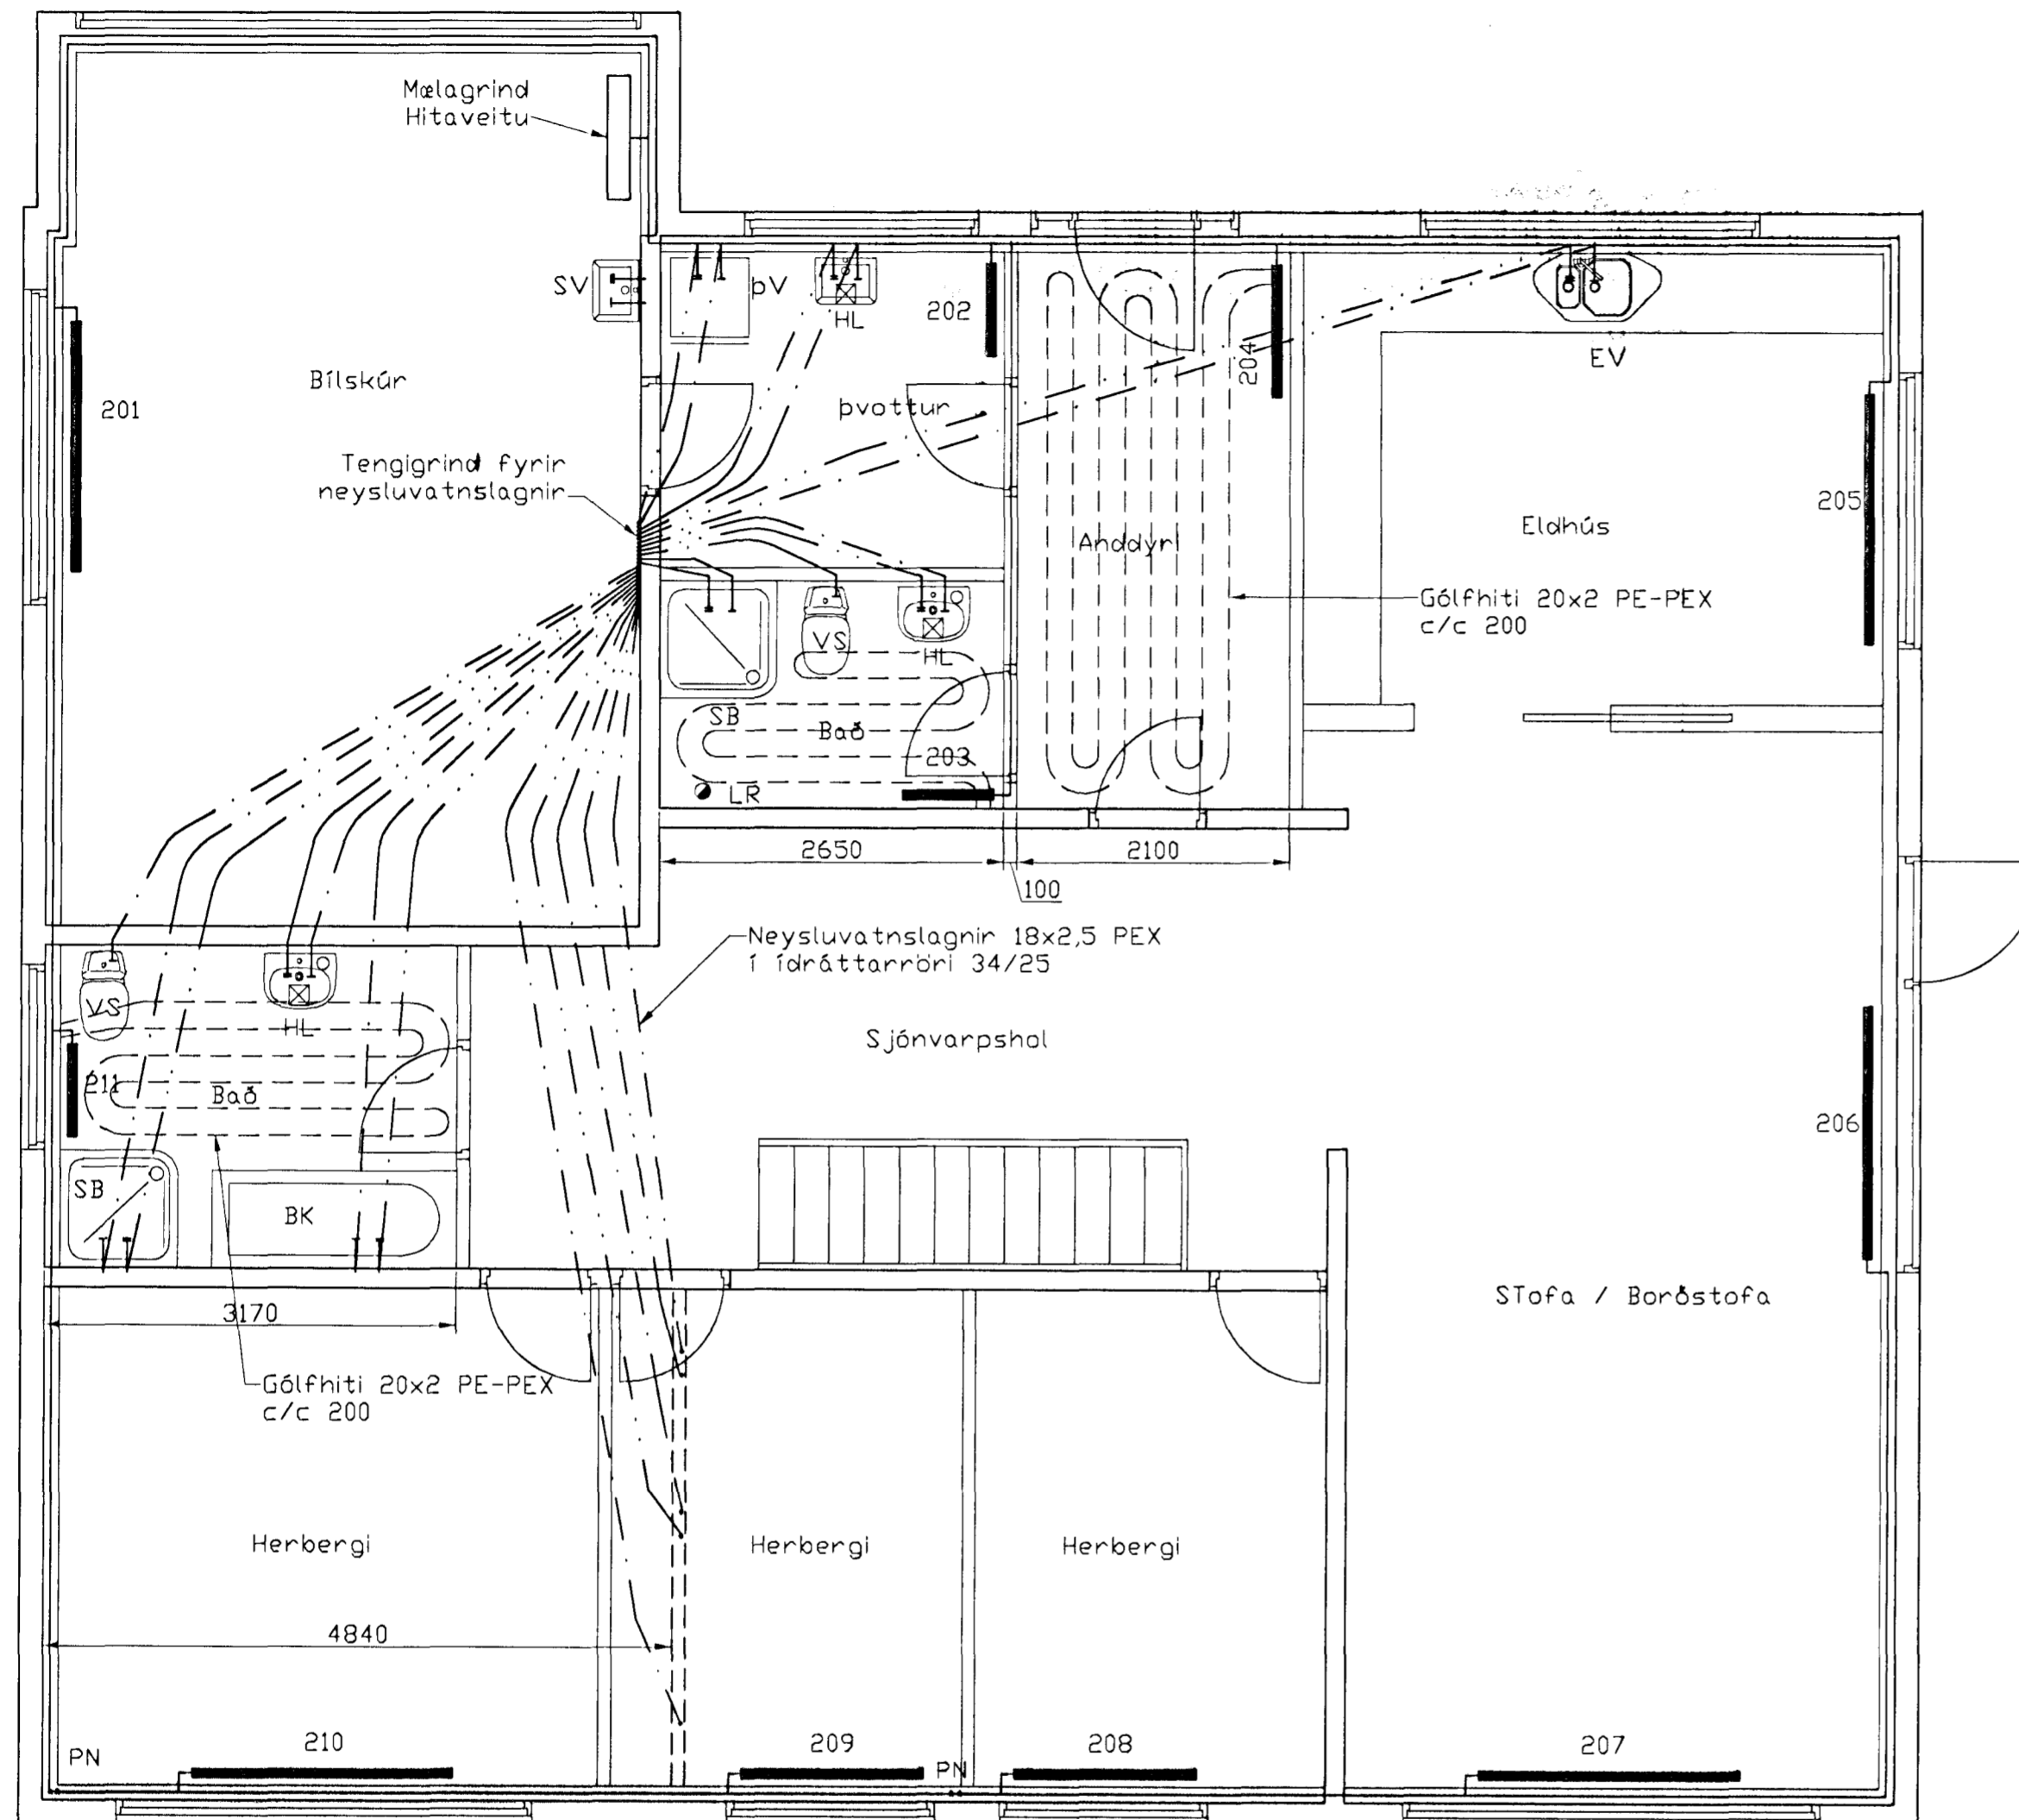 Mælagrind
Hitaveitu
SV
ÞV
HL
202
204
EV
Bílskúr
201
Þvottur
Tengigrind fyrir
neysluvatnslagnir
205
Eldhús
Anddyri
Gólfhiti 20x2 PE-PEX
c/c 200
VS
HL
SB
Bað
203
LR
2650
2100
100
Neysluvatnslagnir 18x2,5 PEX
í ídráttarröri 34/25
VS
HL
Sjónvarpshol
211
Bað
206
SB
BK
STofa / Borðstofa
3170
Gólfhiti 20x2 PE-PEX
c/c 200
Herbergi
Herbergi
Herbergi
4840
PN
210
209
PN
208
207